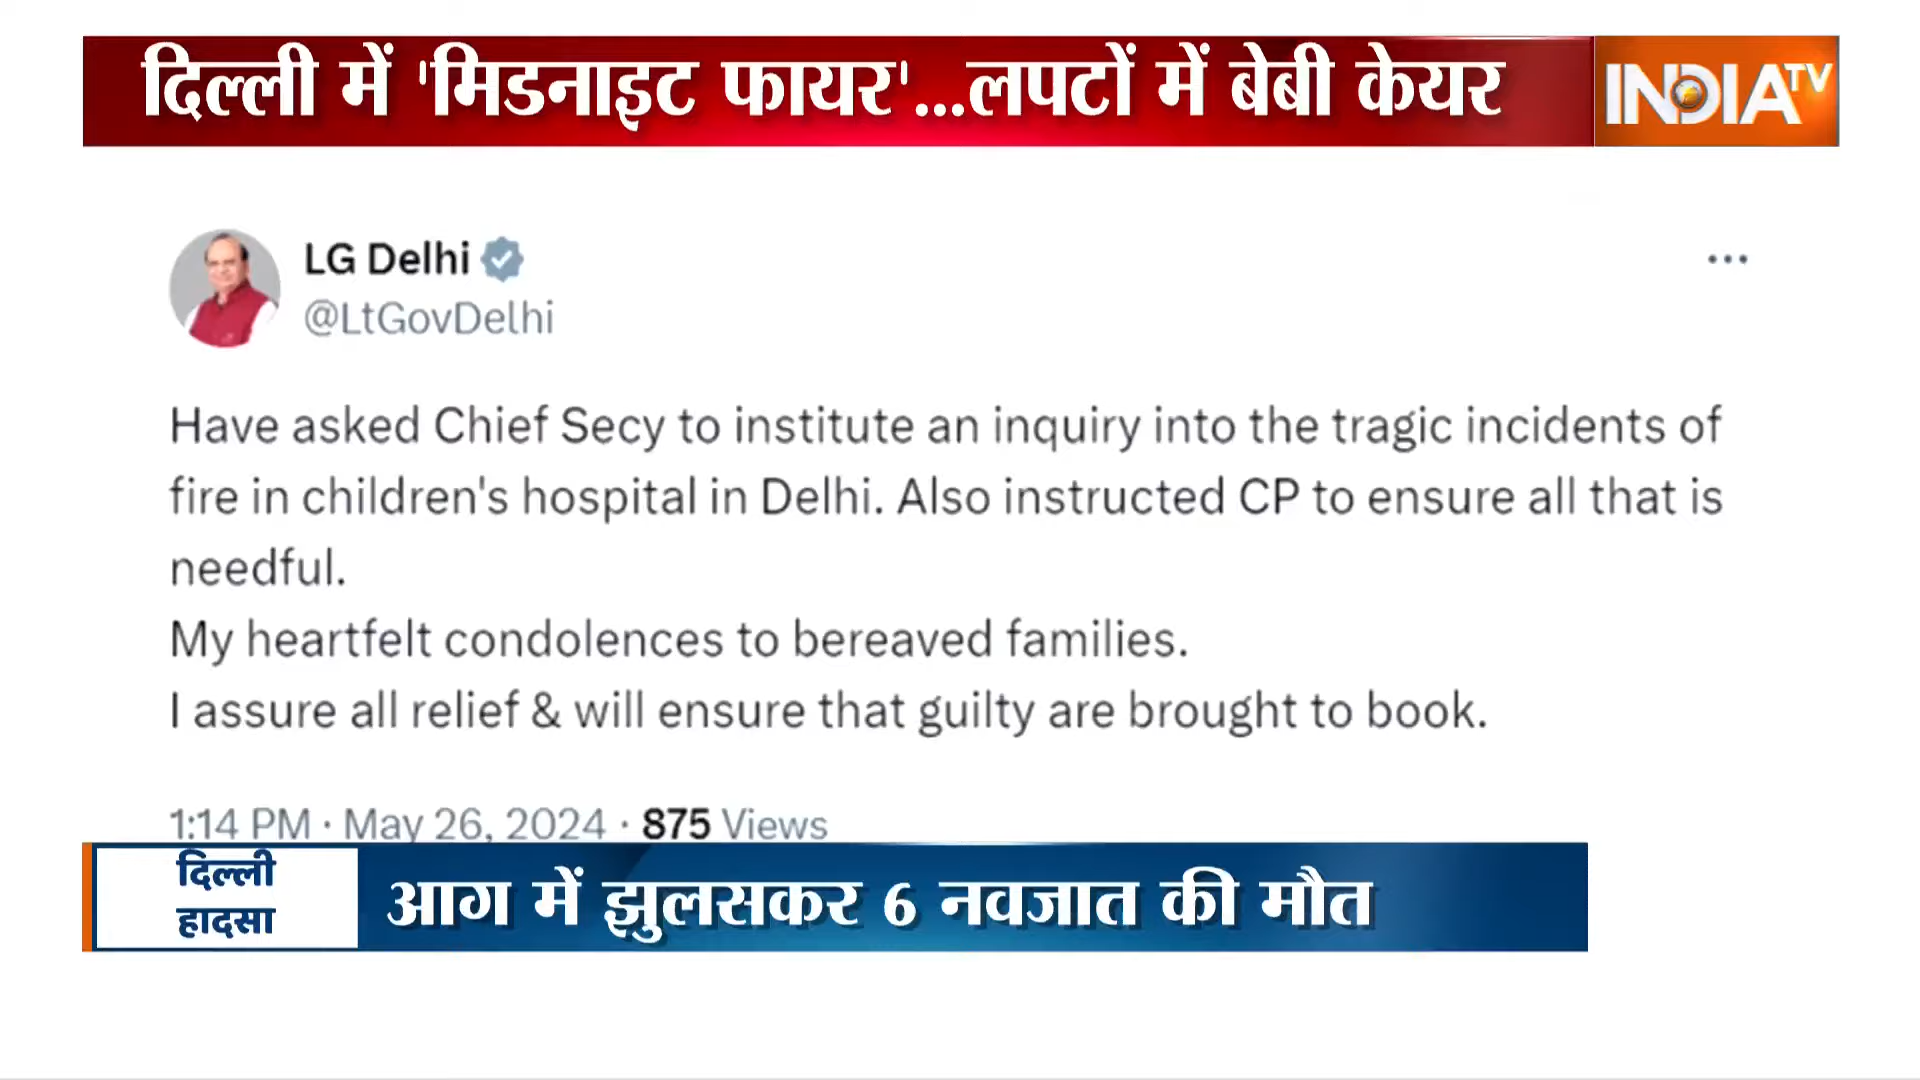 दिल्ली में 'मिडनाइट फायर'...लपटों में बेबी केयर
INDIA TV
LG Delhi
@LtGovDelhi
Have asked Chief Secy to institute an inquiry into the tragic incidents of
fire in children's hospital in Delhi. Also instructed CP to ensure all that is
needful.
My heartfelt condolences to bereaved families.
I assure all relief & will ensure that guilty are brought to book.
1:14 PM · May 26, 2024 · 875 Views
दिल्ली
हादसा
आग में झुलसकर 6 नवजात की मौत